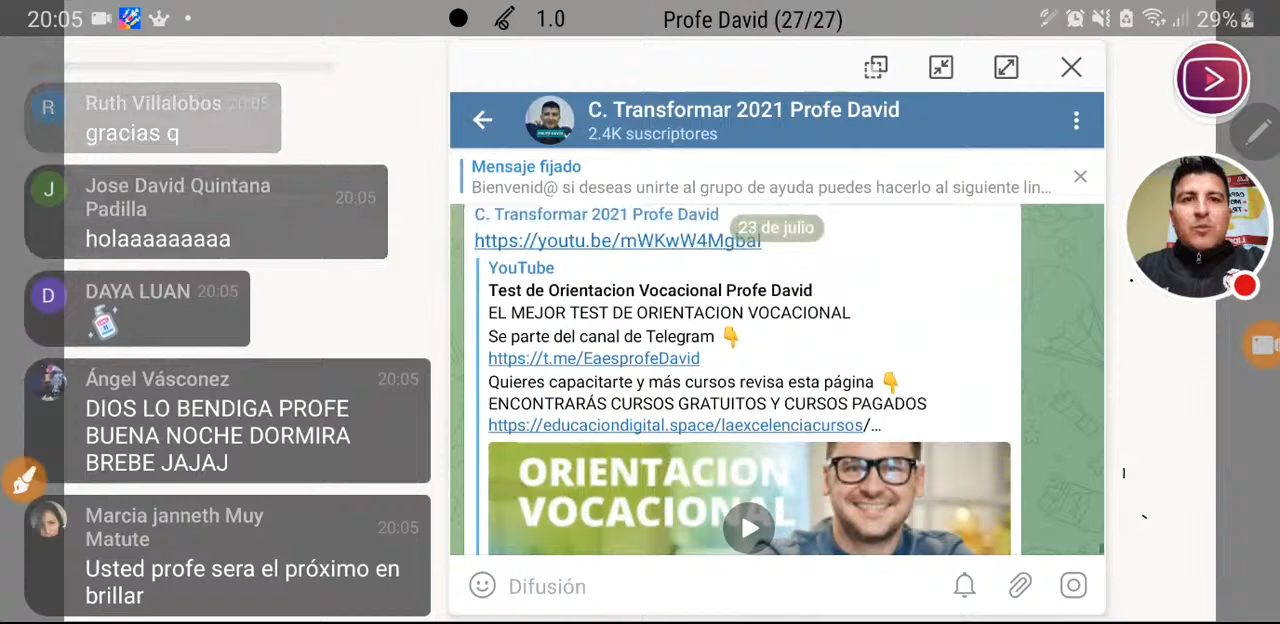 20:05
1.0
Profe David (27/27)
29%
R
Ruth Villalobos 20:05
gracias q
J
Jose David Quintana
Padilla
20:05
holaaaaaaaaa
D
DAYA LUAN 20:05
Ángel Vásconez 20:05
DIOS LO BENDIGA PROFE
BUENA NOCHE DORMIRA
BREBE JAJAJ
Marcia janneth Muy
Matute
20:05
Usted profe sera el próximo en
brillar
C. Transformar 2021 Profe David
2.4K suscriptores
Mensaje fijado
Bienvenid@ si deseas unirte al grupo de ayuda puedes hacerlo al siguiente lin...
C. Transformar 2021 Profe David
23 de julio
https://youtu.be/mWKwW4Mgbal
YouTube
Test de Orientacion Vocacional Profe David
EL MEJOR TEST DE ORIENTACION VOCACIONAL
Se parte del canal de Telegram 👇
https://t.me/EaesprofeDavid
Quieres capacitarte y más cursos revisa esta página 👇
ENCONTRARÁS CURSOS GRATUITOS Y CURSOS PAGADOS
https://educaciondigital.space/laexcelenciacursos/...
ORIENTACION
VOCACIONAL
Difusión